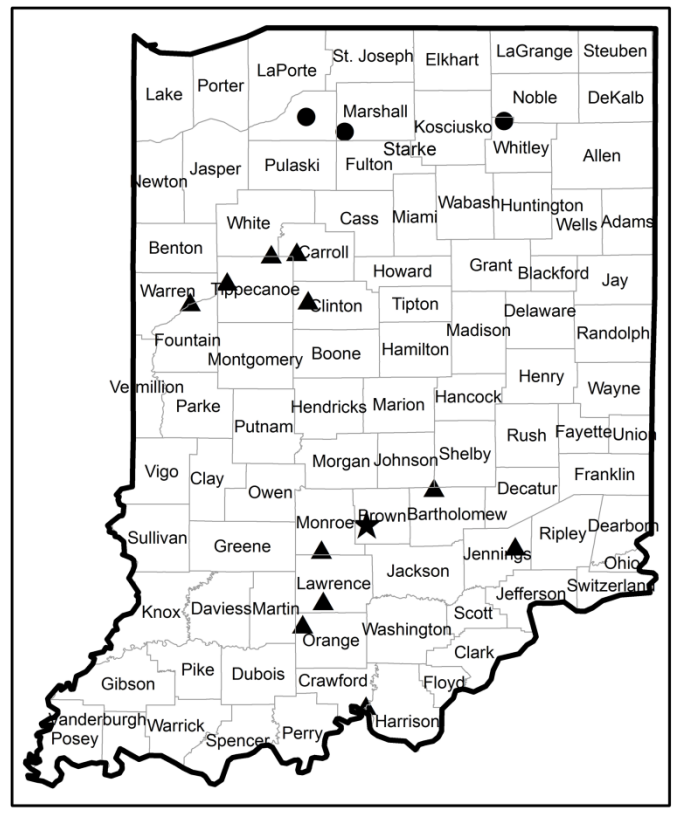 LaGrange Steuben
St. Joseph
Elkhart
LaPorte
Porter
Lake
Noble DeKalb
Marshall
Kosciusko
Starke Whitley
Allen
Newton Jasper Pulaski Fulton
Wabash Huntington
White Cass Miami Wells Adams
Benton Carroll
Howard Grant Blackford Jay
Warren Tippecanoe
Clinton Tipton
Delaware
Madison
Randolph
Fountain
Montgomery Boone Hamilton
Henry
Vermillion Wayne
Parke Hendricks Marion Hancock
Putnam
Rush Fayette Union
Morgan Johnson Shelby
Vigo Clay Franklin
Owen Decatur
Monroe Brown Bartholomew
Sullivan Ripley Dearborn
Greene Jennings
Ohio
Lawrence Jackson
Jefferson Switzerland
Knox Daviess Martin Scott
Orange Washington
Clark
Pike Dubois Crawford Floyd
Gibson
Vanderburgh Warrick Harrison
Posey Spencer Perry